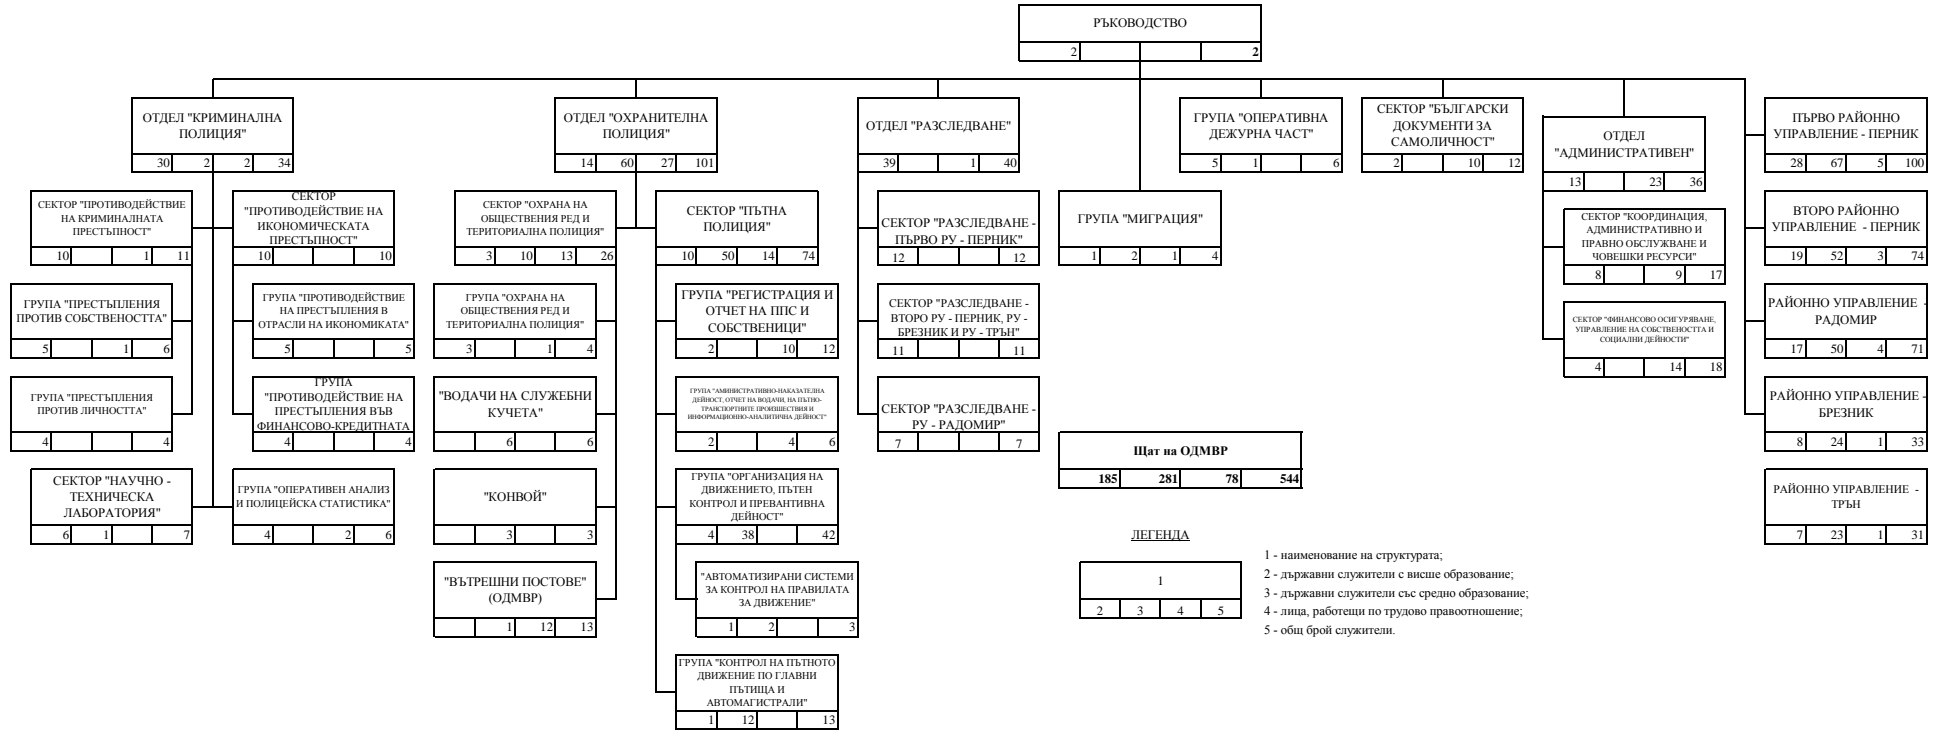 РЪКОВОДСТВО
2 2
ОТДЕЛ "КРИМИНАЛНА
ПОЛИЦИЯ"
30 2 2 34
СЕКТОР "ПРОТИВОДЕЙСТВИЕ
НА КРИМИНАЛНАТА
ПРЕСТЪПНОСТ"
10 1 11
ГРУПА "ПРЕСТЪПЛЕНИЯ
ПРОТИВ СОБСТВЕНОСТТА"
5 1 6
ГРУПА "ПРЕСТЪПЛЕНИЯ
ПРОТИВ ЛИЧНОСТТА"
4 4
СЕКТОР "НАУЧНО -
ТЕХНИЧЕСКА
ЛАБОРАТОРИЯ"
6 1 7
СЕКТОР
"ПРОТИВОДЕЙСТВИЕ НА
ИКОНОМИЧЕСКАТА
ПРЕСТЪПНОСТ"
10 10
ГРУПА "ПРОТИВОДЕЙСТВИЕ
НА ПРЕСТЪПЛЕНИЯ В
ОТРАСЛИ НА ИКОНОМИКАТА"
5 5
ГРУПА
"ПРОТИВОДЕЙСТВИЕ НА
ПРЕСТЪПЛЕНИЯ ВЪВ
ФИНАНСОВО-КРЕДИТНАТА
4 4
ГРУПА "ОПЕРАТИВЕН АНАЛИЗ
И ПОЛИЦЕЙСКА СТАТИСТИКА"
4 2 6
ОТДЕЛ "ОХРАНИТЕЛНА
ПОЛИЦИЯ"
14 60 27 101
СЕКТОР "ОХРАНА НА
ОБЩЕСТВЕНИЯ РЕД И
ТЕРИТОРИАЛНА ПОЛИЦИЯ"
3 10 13 26
ГРУПА "ОХРАНА НА
ОБЩЕСТВЕНИЯ РЕД И
ТЕРИТОРИАЛНА ПОЛИЦИЯ"
3 1 4
"ВОДАЧИ НА СЛУЖЕБНИ
КУЧЕТА"
6 6
"КОНВОЙ"
3 3
"ВЪТРЕШНИ ПОСТОВЕ"
(ОДМВР)
1 12 13
СЕКТОР "ПЪТНА
ПОЛИЦИЯ"
10 50 14 74
ГРУПА "РЕГИСТРАЦИЯ И
ОТЧЕТ НА ППС И
СОБСТВЕНИЦИ"
2 10 12
ГРУПА "АМИНИСТРАТИВНО-НАКАЗАТЕЛНА
ДЕЙНОСТ, ОТЧЕТ НА ВОДАЧИ, НА ПЪТНО-
ТРАНСПОРТНИТЕ ПРОИЗШЕСТВИЯ И
ИНФОРМАЦИОННО-АНАЛИТИЧНА ДЕЙНОСТ"
2 4 6
ГРУПА "ОРГАНИЗАЦИЯ НА
ДВИЖЕНИЕТО, ПЪТЕН
КОНТРОЛ И ПРЕВАНТИВНА
ДЕЙНОСТ"
4 38 42
"АВТОМАТИЗИРАНИ СИСТЕМИ
ЗА КОНТРОЛ НА ПРАВИЛАТА
ЗА ДВИЖЕНИЕ"
1 2 3
ГРУПА "КОНТРОЛ НА ПЪТНОТО
ДВИЖЕНИЕ ПО ГЛАВНИ
ПЪТИЩА И
АВТОМАГИСТРАЛИ"
1 12 13
ОТДЕЛ "РАЗСЛЕДВАНЕ"
39 1 40
СЕКТОР "РАЗСЛЕДВАНЕ -
ПЪРВО РУ - ПЕРНИК"
12 12
СЕКТОР "РАЗСЛЕДВАНЕ -
ВТОРО РУ - ПЕРНИК, РУ -
БРЕЗНИК И РУ - ТРЪН"
11 11
СЕКТОР "РАЗСЛЕДВАНЕ -
РУ - РАДОМИР"
7 7
ГРУПА "МИГРАЦИЯ"
1 2 1 4
ГРУПА "ОПЕРАТИВНА
ДЕЖУРНА ЧАСТ"
5 1 6
СЕКТОР "БЪЛГАРСКИ
ДОКУМЕНТИ ЗА
САМОЛИЧНОСТ"
2 10 12
ОТДЕЛ
"АДМИНИСТРАТИВЕН"
13 23 36
СЕКТОР "КООРДИНАЦИЯ,
АДМИНИСТРАТИВНО И
ПРАВНО ОБСЛУЖВАНЕ И
ЧОВЕШКИ РЕСУРСИ"
8 9 17
СЕКТОР "ФИНАНСОВО ОСИГУРЯВАНЕ,
УПРАВЛЕНИЕ НА СОБСТВЕНОСТТА И
СОЦИАЛНИ ДЕЙНОСТИ"
4 14 18
ПЪРВО РАЙОННО
УПРАВЛЕНИЕ - ПЕРНИК
28 67 5 100
ВТОРО РАЙОННО
УПРАВЛЕНИЕ - ПЕРНИК
19 52 3 74
РАЙОННО УПРАВЛЕНИЕ -
РАДОМИР
17 50 4 71
РАЙОННО УПРАВЛЕНИЕ -
БРЕЗНИК
8 24 1 33
РАЙОННО УПРАВЛЕНИЕ -
ТРЪН
7 23 1 31
Щат на ОДМВР
185 281 78 544
ЛЕГЕНДА
1
2 3 4 5
1 - наименование на структурата;
2 - държавни служители с висше образование;
3 - държавни служители със средно образование;
4 - лица, работещи по трудово правоотношение;
5 - общ брой служители.